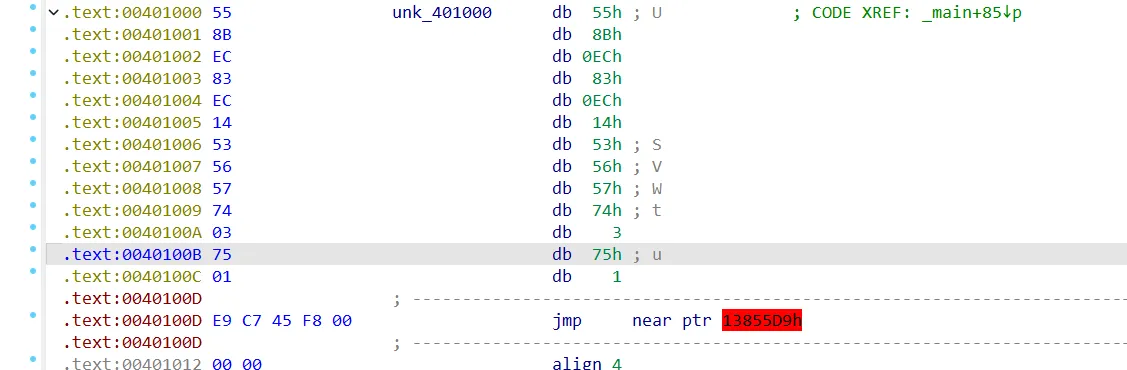 .text:00401000 55 unk_401000 db 55h ; U ; CODE XREF: _main+85↓p
.text:00401001 8B db 8Bh
.text:00401002 EC db 0ECh
.text:00401003 83 db 83h
.text:00401004 EC db 0ECh
.text:00401005 14 db 14h
.text:00401006 53 db 53h ; S
.text:00401007 56 db 56h ; V
.text:00401008 57 db 57h ; W
.text:00401009 74 db 74h ; t
.text:0040100A 03 db 3
.text:0040100B 75 db 75h ; u
.text:0040100C 01 db 1
.text:0040100D ; ---------------------------------------------------------------------------
.text:0040100D E9 C7 45 F8 00 jmp near ptr 13855D9h
.text:0040100D ; ---------------------------------------------------------------------------
.text:00401012 00 00 align 4